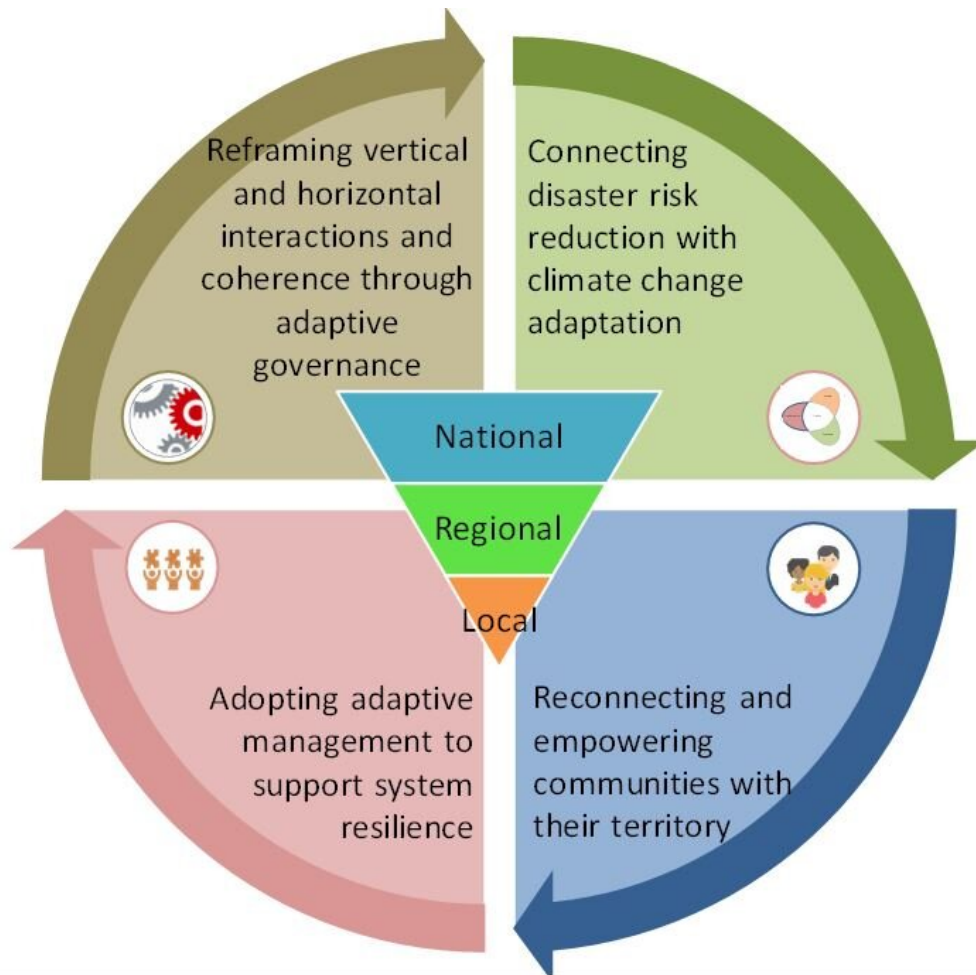 Reframing vertical
and horizontal
interactions and
coherence through
adaptive
governance
Connecting
disaster risk
reduction with
climate change
adaptation
National
Regional
Local
Adopting adaptive
management to
support system
resilience
Reconnecting and
empowering
communities with
their territory